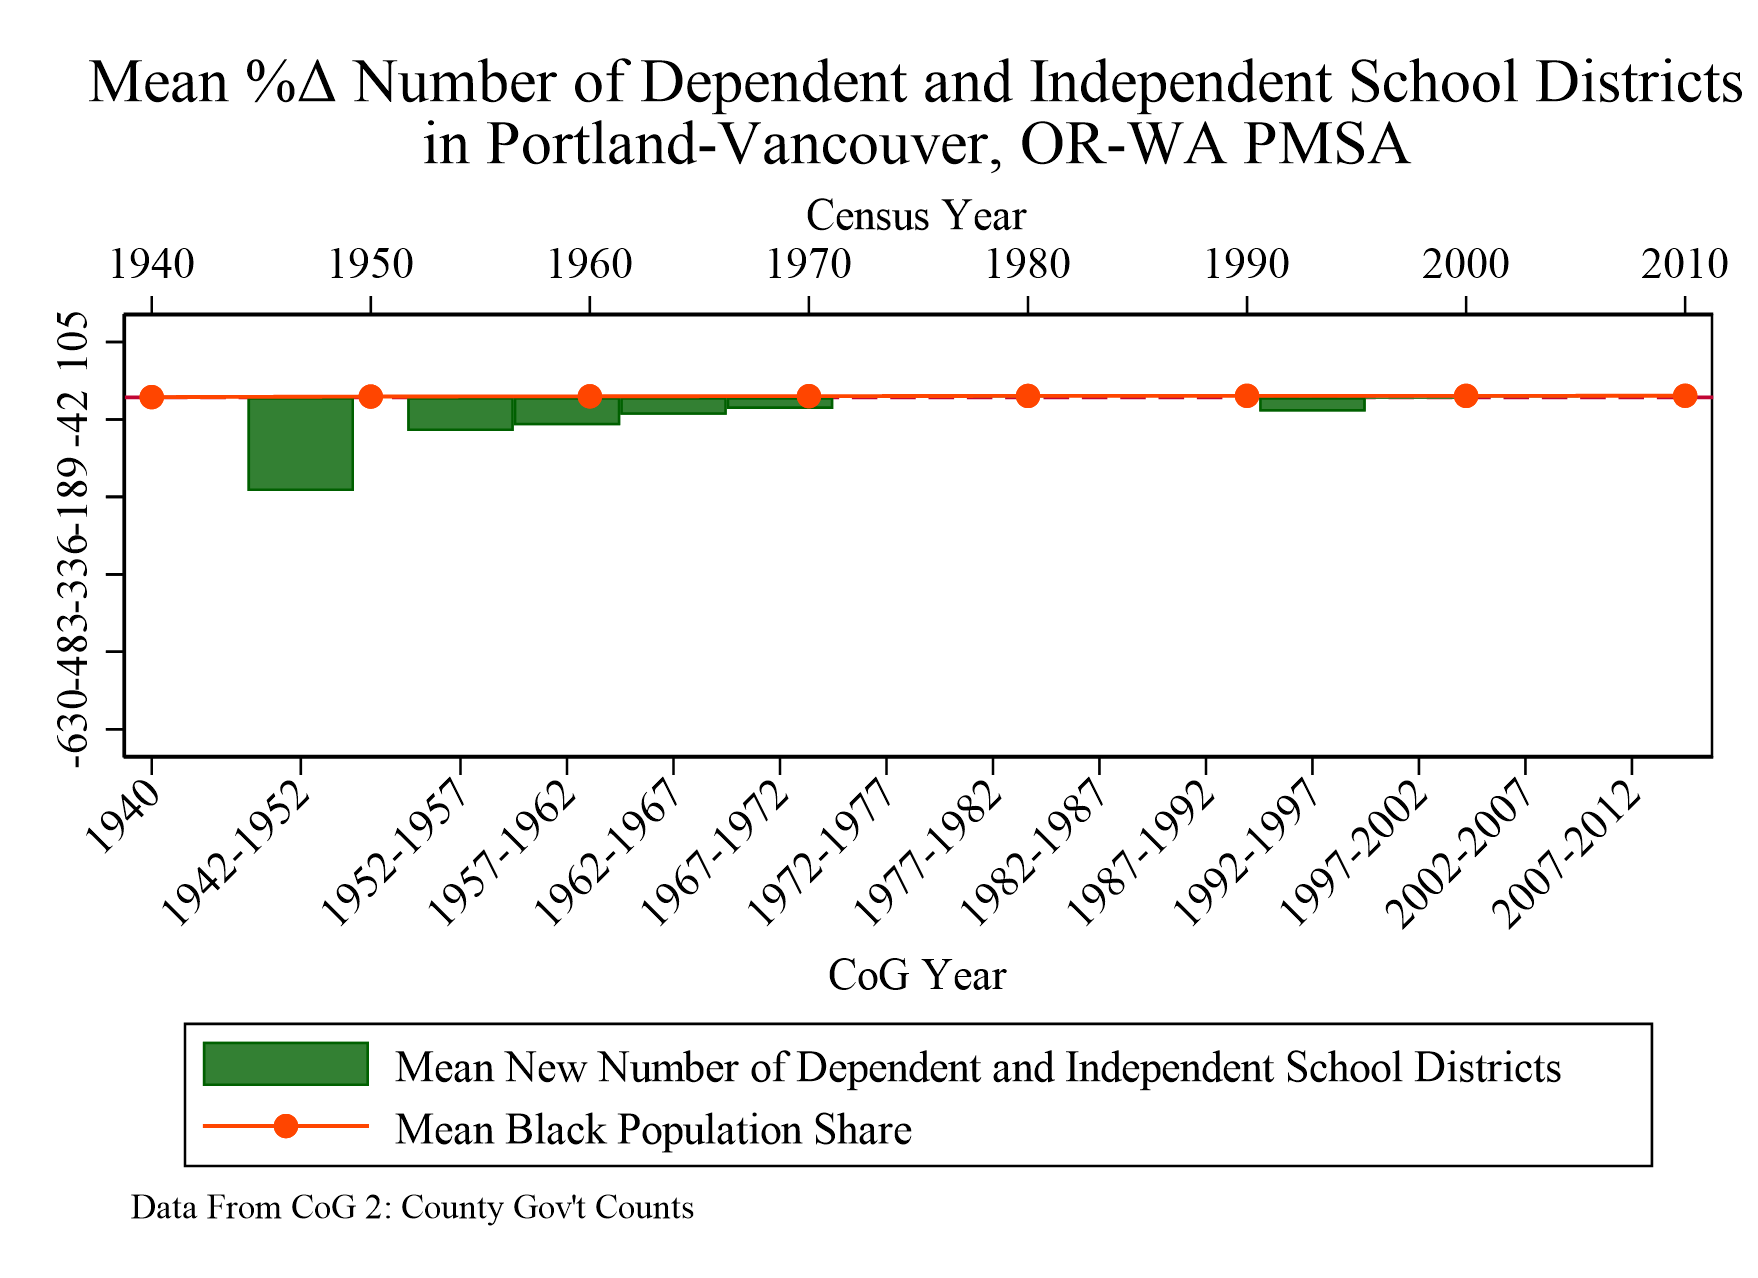 Mean %Δ Number of Dependent and Independent School Districts
in Portland-Vancouver, OR-WA PMSA
Census Year
1940 1950 1960 1970 1980 1990 2000 2010
105
-42
-189
-336
-483
-630
1940
1942-1952
1952-1957
1957-1962
1962-1967
1967-1972
1972-1977
1977-1982
1982-1987
1987-1992
1992-1997
1997-2002
2002-2007
2007-2012
CoG Year
Mean New Number of Dependent and Independent School Districts
Mean Black Population Share
Data From CoG 2: County Gov't Counts